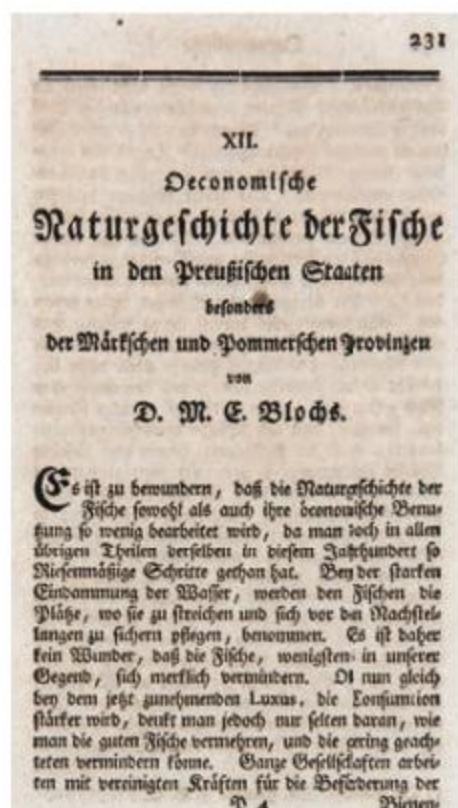 231
XII.
Oeconomische
Naturgeschichte der Fische
in den Preußischen Staaten
besonders
der Märkschen und Pommerschen Provinzen
von
D. M. E. Blochs.
Es ist zu bewundern, daß die Naturgeschichte der
Fische sowohl als auch ihre öconomische Benu-
tzung so wenig bearbeitet wird, da man doch in allen
übrigen Theilen derselben in diesem Jahrhundert so
Riesenmäßige Schritte gethan hat. Bey der starken
Eindammung der Wasser, werden den Fischen die
Plätze, wo sie zu streichen und sich vor den Nachstel-
lungen zu sichern pflegen, benommen. Es ist daher
kein Wunder, daß die Fische, wenigstens in unserer
Gegend, sich merklich vermindern. Ob nun gleich
bey dem jetzt zunehmenden Luxus, die Consumtion
stärker wird, denkt man jedoch nur selten daran, wie
man die guten Fische vermehren, und die gering geach-
teten vermindern könne. Ganze Gesellschaften arbei-
ten mit vereinigten Kräften für die Beförderung der
P 4 Bienen-